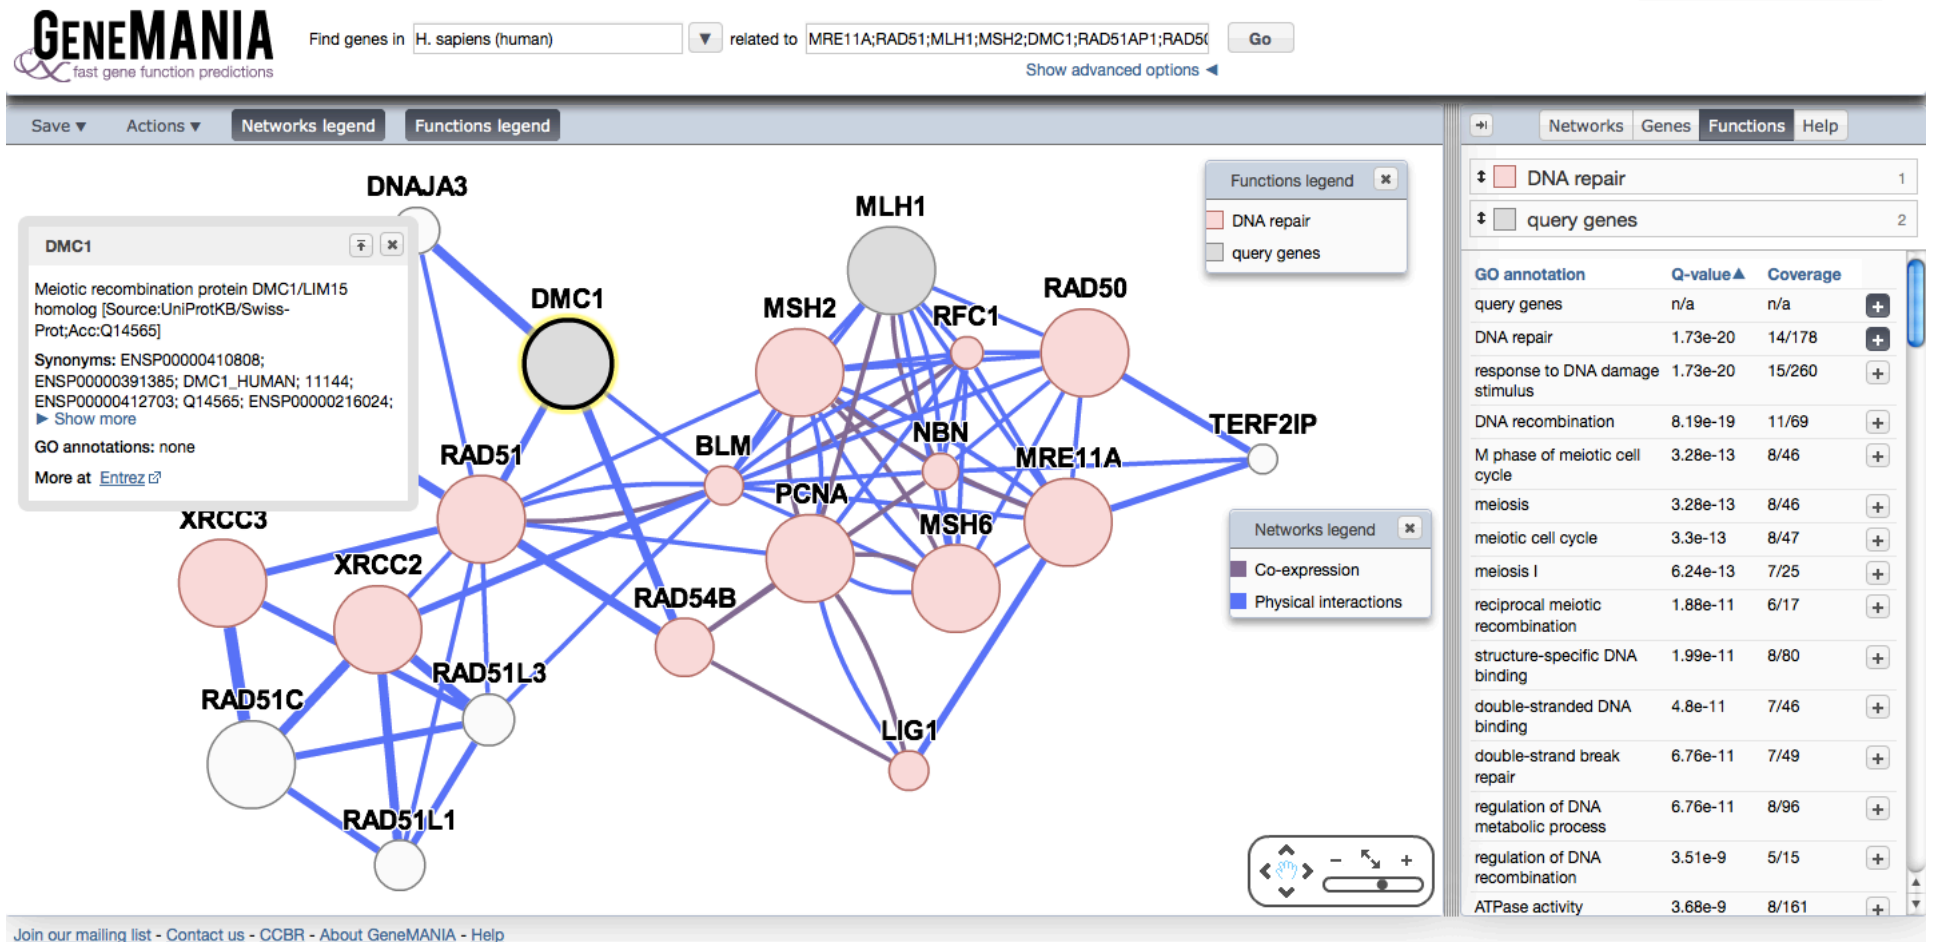 GENEMANIA
fast gene function predictions
Find genes in H. sapiens (human) ▼ related to MRE11A;RAD51;MLH1;MSH2;DMC1;RAD51AP1;RAD50 Go
Show advanced options ◀
Save ▼ Actions ▼ Networks legend Functions legend
Networks Genes Functions Help
DNA repair 1
query genes 2
GO annotation Q-value▲ Coverage
query genes n/a n/a +
DNA repair 1.73e-20 14/178 +
response to DNA damage 1.73e-20 15/260 +
stimulus
DNA recombination 8.19e-19 11/69 +
M phase of meiotic cell 3.28e-13 8/46 +
cycle
meiosis 3.28e-13 8/46 +
meiotic cell cycle 3.3e-13 8/47 +
meiosis I 6.24e-13 7/25 +
reciprocal meiotic 1.88e-11 6/17 +
recombination
structure-specific DNA 1.99e-11 8/80 +
binding
double-stranded DNA 4.8e-11 7/46 +
binding
double-strand break 6.76e-11 7/49 +
repair
regulation of DNA 6.76e-11 8/96 +
metabolic process
regulation of DNA 3.51e-9 5/15 +
recombination
ATPase activity 3.68e-9 8/161 +
Functions legend
DNA repair
query genes
Networks legend
Co-expression
Physical interactions
DMC1
Meiotic recombination protein DMC1/LIM15
homolog [Source:UniProtKB/Swiss-
Prot;Acc:Q14565]
Synonyms: ENSP00000410808;
ENSP00000391385; DMC1_HUMAN; 11144;
ENSP00000412703; Q14565; ENSP00000216024;
▶ Show more
GO annotations: none
More at Entrez
DNAJA3
MLH1
DMC1
MSH2
RFC1
RAD50
TERF2IP
BLM
NBN
RAD51
MRE11A
PCNA
XRCC3
MSH6
XRCC2
RAD54B
RAD51L3
RAD51C
LIG1
RAD51L1
Join our mailing list - Contact us - CCBR - About GeneMANIA - Help